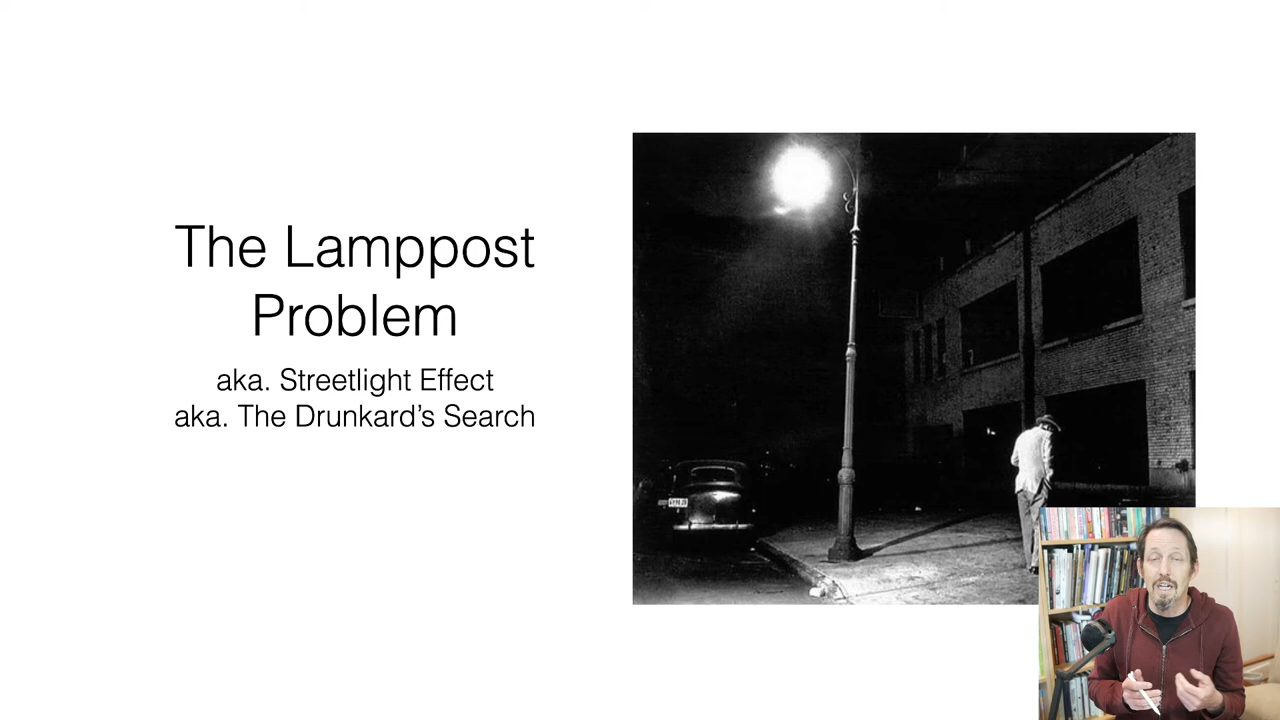 The Lamppost
Problem
aka. Streetlight Effect
aka. The Drunkard’s Search